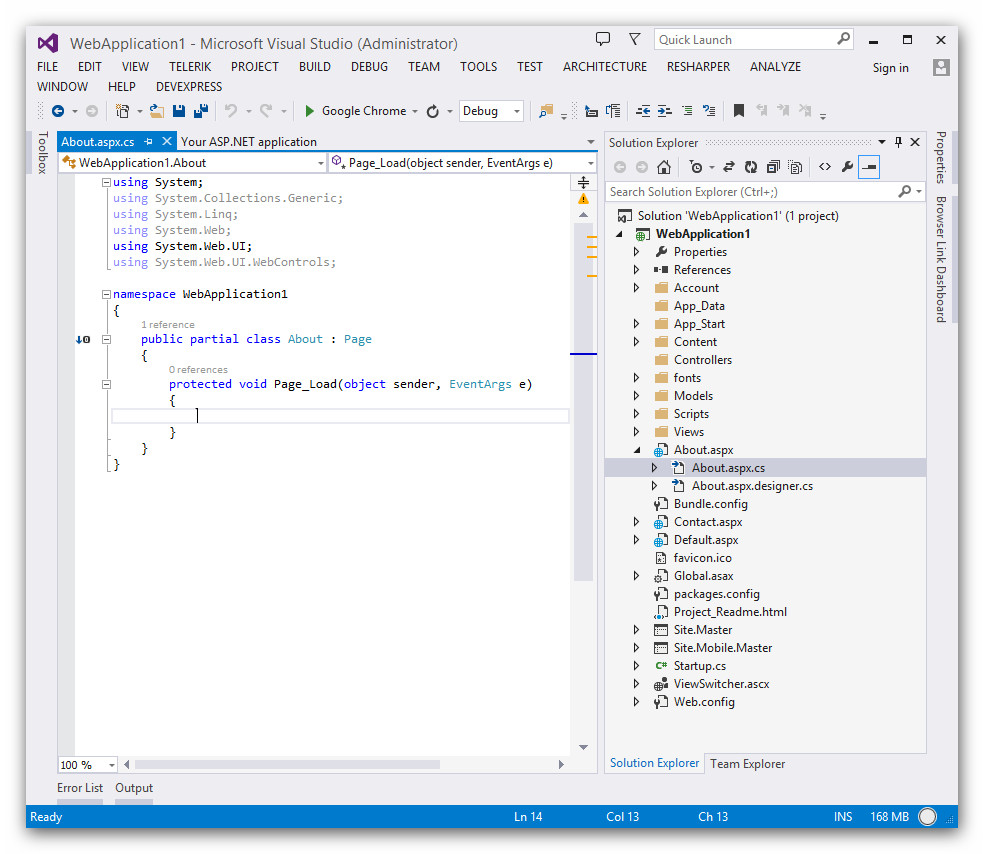 WebApplication1 - Microsoft Visual Studio (Administrator)
Quick Launch
FILE EDIT VIEW TELERIK PROJECT BUILD DEBUG TEAM TOOLS TEST ARCHITECTURE RESHARPER ANALYZE
Sign in
WINDOW HELP DEVEXPRESS
Google Chrome Debug
Toolbox
About.aspx.cs Your ASP.NET application
WebApplication1.About Page_Load(object sender, EventArgs e)
using System;
using System.Collections.Generic;
using System.Linq;
using System.Web;
using System.Web.UI;
using System.Web.UI.WebControls;
namespace WebApplication1
{
1 reference
public partial class About : Page
{
0 references
protected void Page_Load(object sender, EventArgs e)
{
}
}
}
100 %
Solution Explorer
Search Solution Explorer (Ctrl+;)
Solution 'WebApplication1' (1 project)
WebApplication1
Properties
References
Account
App_Data
App_Start
Content
Controllers
fonts
Models
Scripts
Views
About.aspx
About.aspx.cs
About.aspx.designer.cs
Bundle.config
Contact.aspx
Default.aspx
favicon.ico
Global.asax
packages.config
Project_Readme.html
Site.Master
Site.Mobile.Master
C# Startup.cs
ViewSwitcher.ascx
Web.config
Solution Explorer Team Explorer
Properties
Browser Link Dashboard
Error List Output
Ready Ln 14 Col 13 Ch 13 INS 168 MB